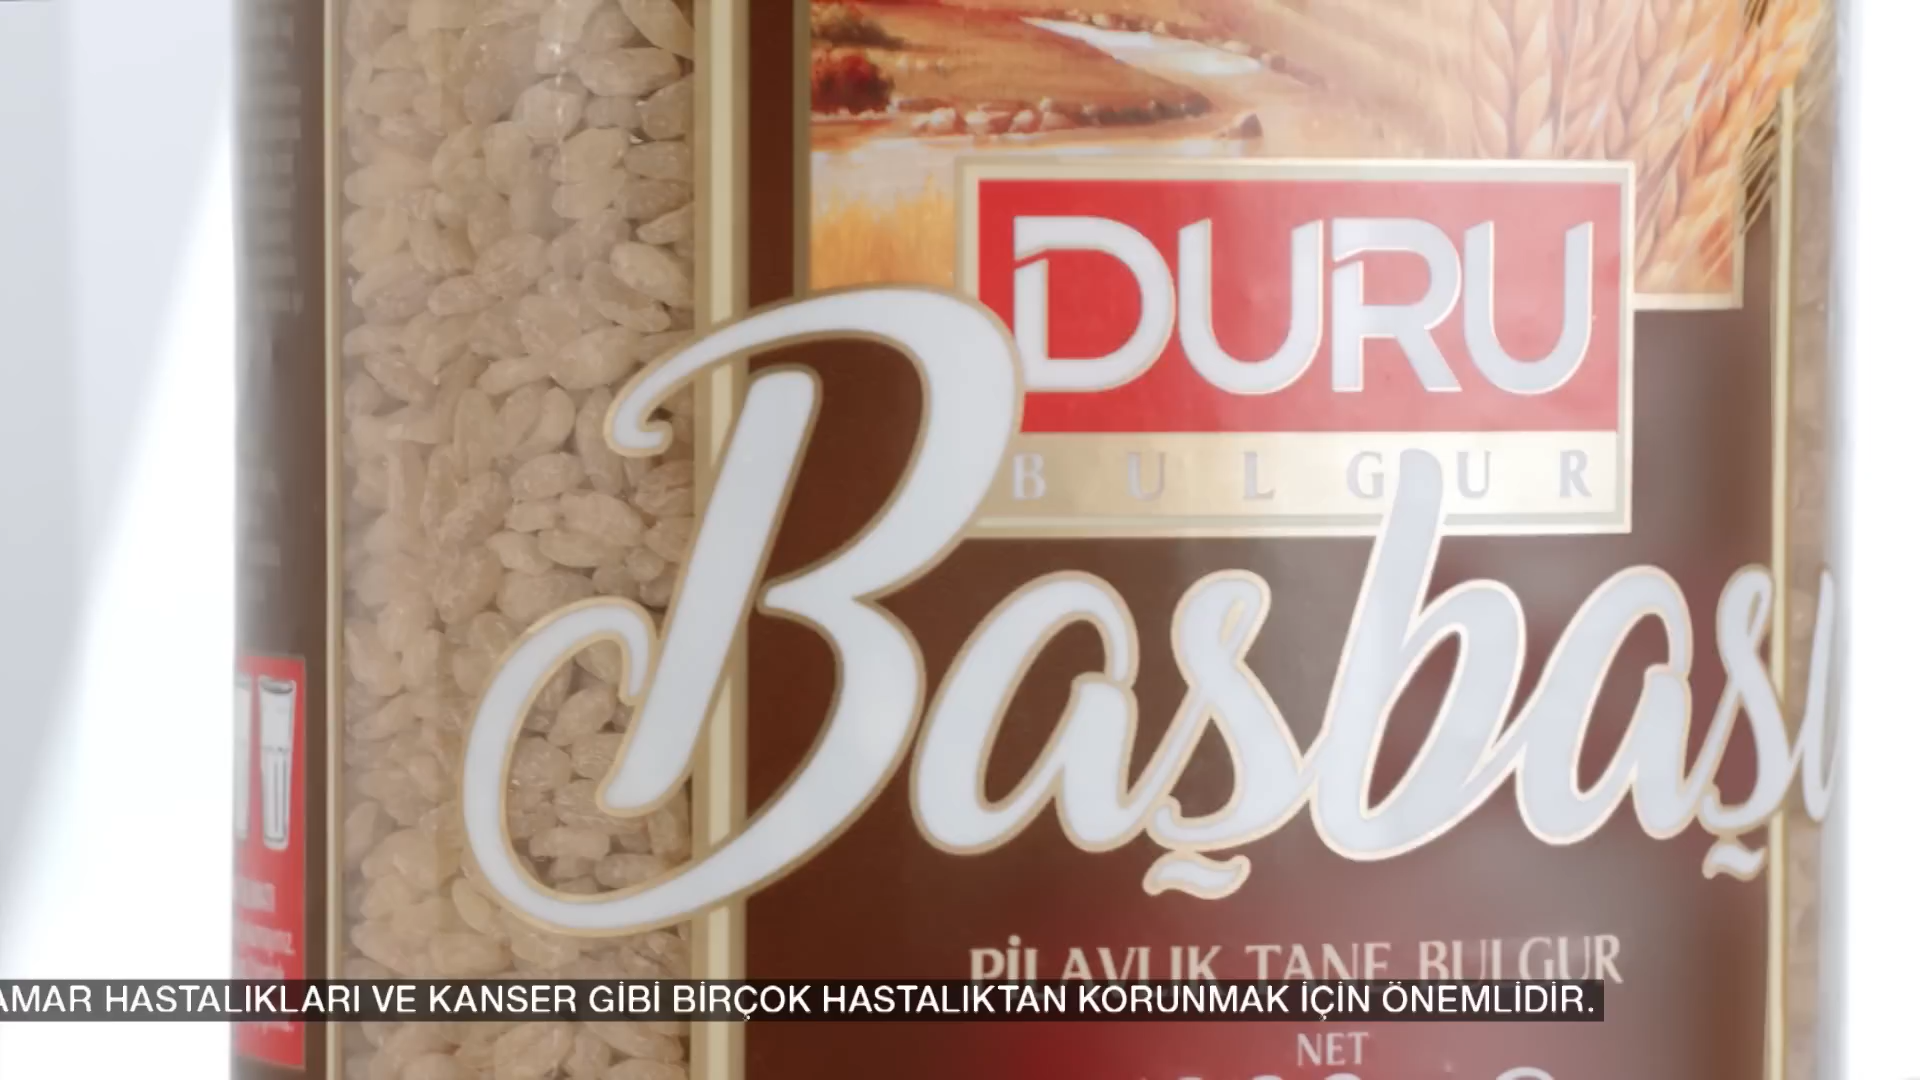 DURU
BULGUR
Başbaşı
PİLAVLIK TANE BULGUR
AMAR HASTALIKLARI VE KANSER GİBİ BİRÇOK HASTALIKTAN KORUNMAK İÇİN ÖNEMLİDİR.
NET